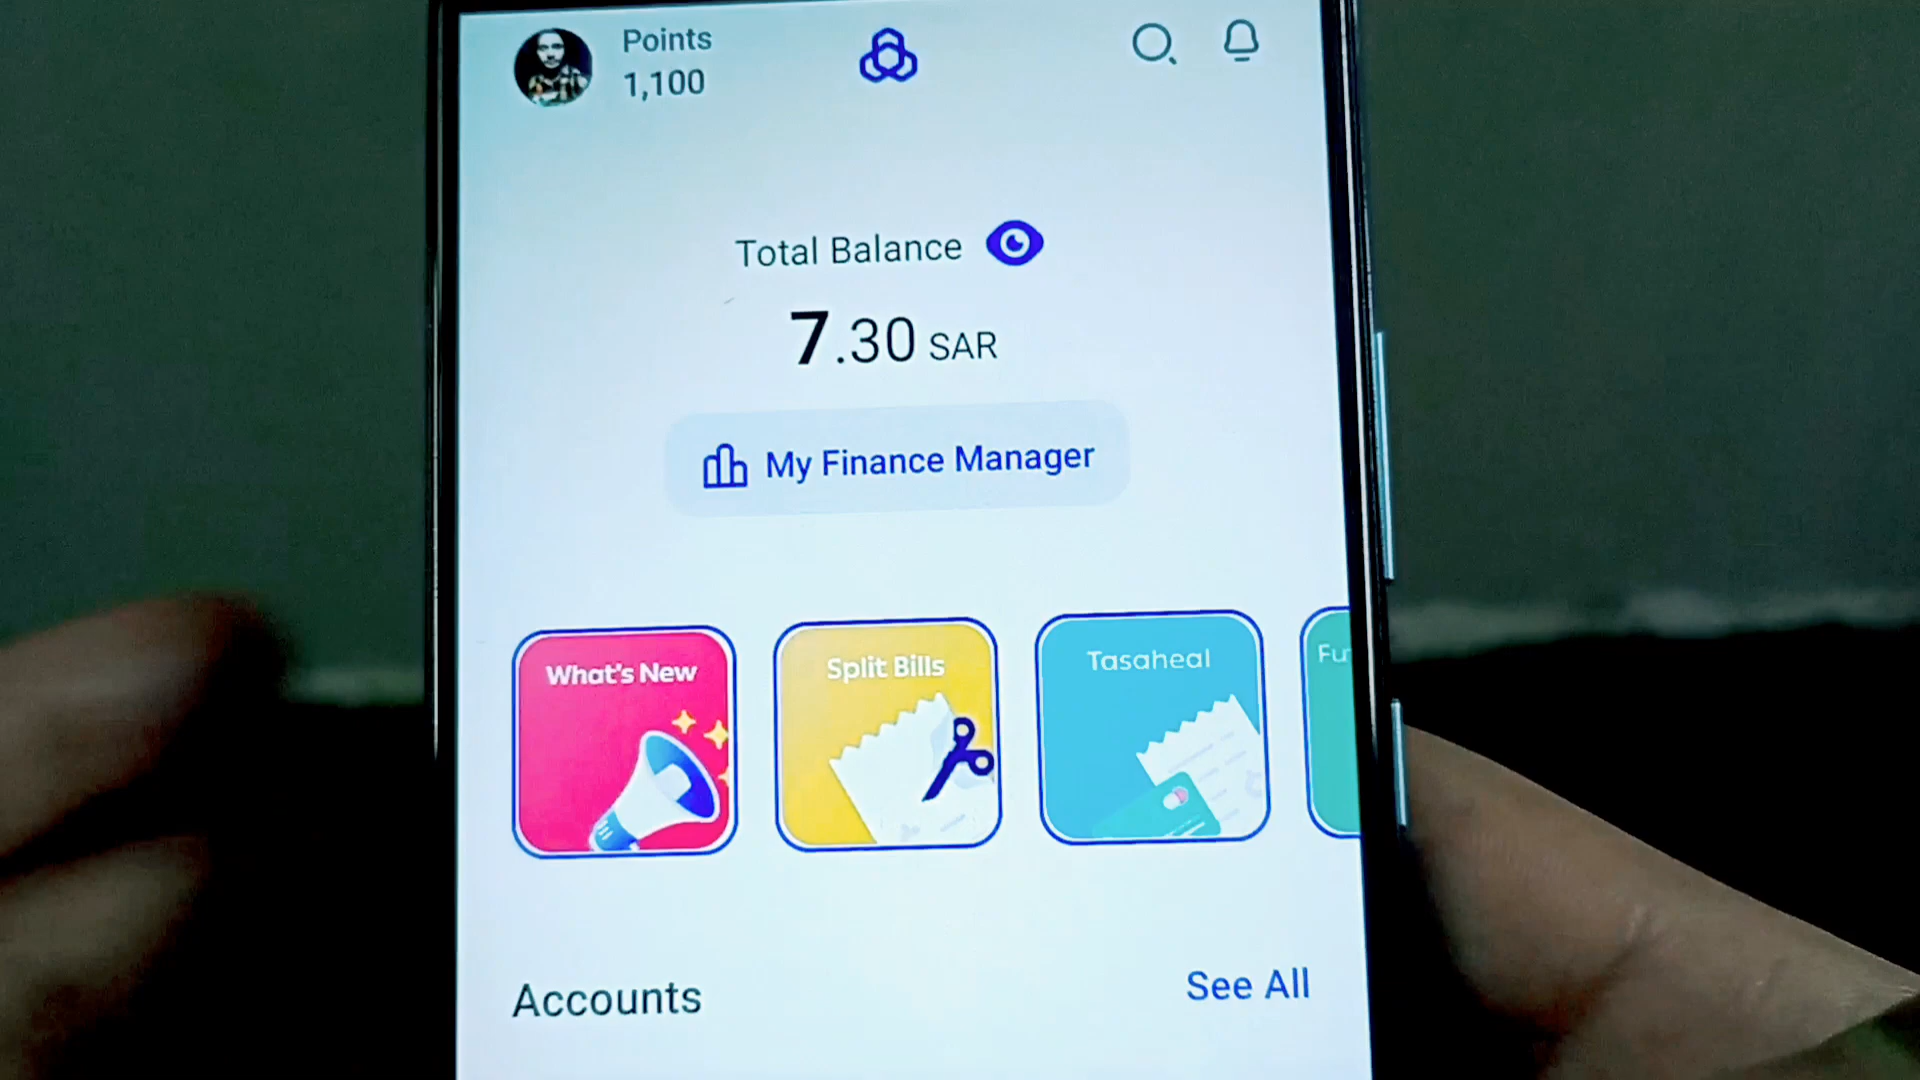 Points
1,100
Total Balance
7.30 SAR
My Finance Manager
What's New
Split Bills
Tasaheal
Fu
Accounts
See All